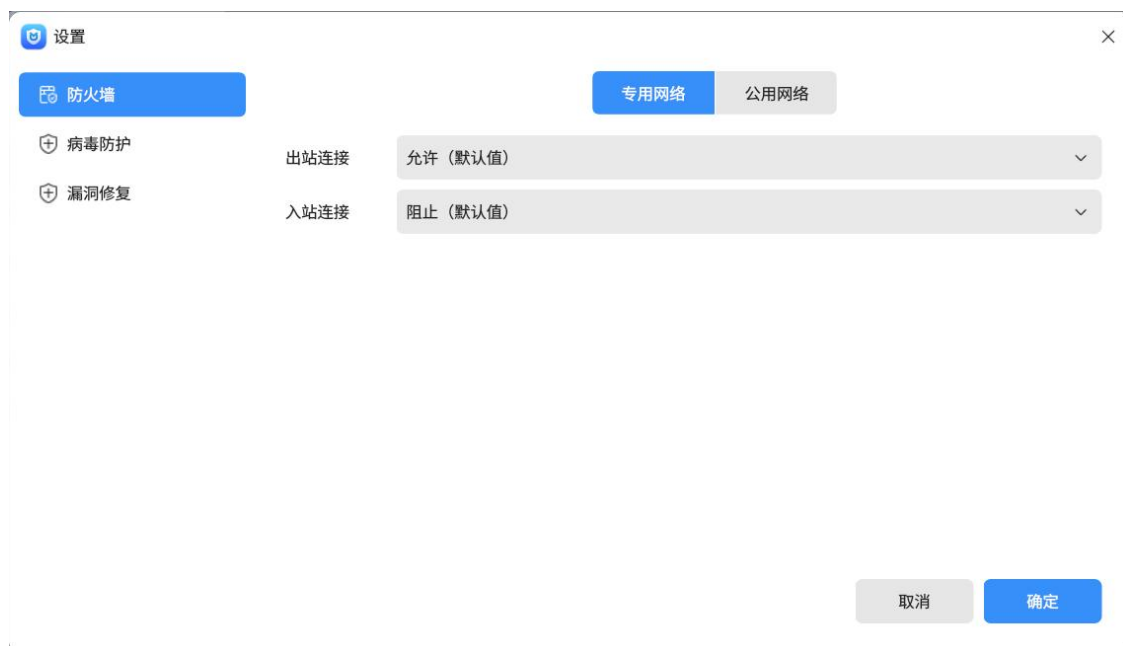 设置
防火墙
病毒防护
漏洞修复
专用网络 公用网络
出站连接 允许（默认值）
入站连接 阻止（默认值）
取消 确定